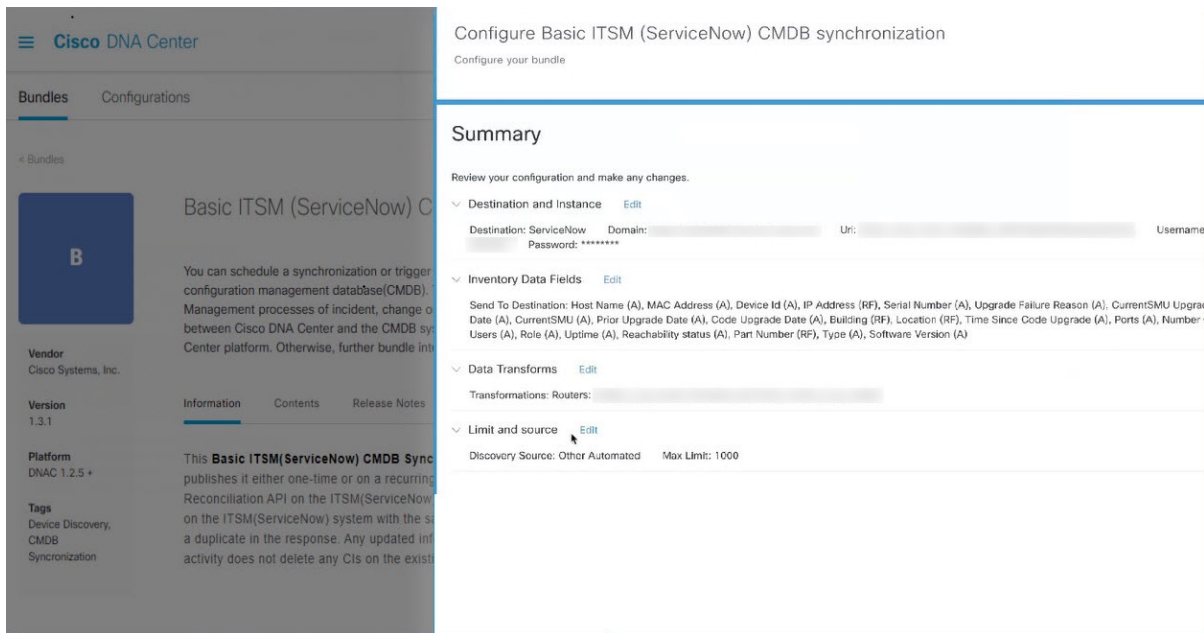 Cisco DNA Center
Bundles Configurations
< Bundles
B
Vendor
Cisco Systems, Inc.
Version
1.3.1
Platform
DNAC 1.2.5 +
Tags
Device Discovery,
CMDB
Syncronization
Basic ITSM (ServiceNow) C
You can schedule a synchronization or trigger
configuration management database(CMDB).
Management processes of incident, change o
between Cisco DNA Center and the CMDB sy
Center platform. Otherwise, further bundle int
Information Contents Release Notes
This Basic ITSM(ServiceNow) CMDB Sync
publishes it either one-time or on a recurring
Reconciliation API on the ITSM(ServiceNow
on the ITSM(ServiceNow) system with the sa
a duplicate in the response. Any updated inf
activity does not delete any CIs on the existi
Configure Basic ITSM (ServiceNow) CMDB synchronization
Configure your bundle
Summary
Review your configuration and make any changes.
Destination and Instance Edit
Destination: ServiceNow Domain: Uri: Username
Password: ********
Inventory Data Fields Edit
Send To Destination: Host Name (A), MAC Address (A), Device Id (A), IP Address (RF), Serial Number (A), Upgrade Failure Reason (A), CurrentSMU Upgrad
Date (A), CurrentSMU (A), Prior Upgrade Date (A), Code Upgrade Date (A), Building (RF), Location (RF), Time Since Code Upgrade (A), Ports (A), Number
Users (A), Role (A), Uptime (A), Reachability status (A), Part Number (RF), Type (A), Software Version (A)
Data Transforms Edit
Transformations: Routers:
Limit and source Edit
Discovery Source: Other Automated Max Limit: 1000